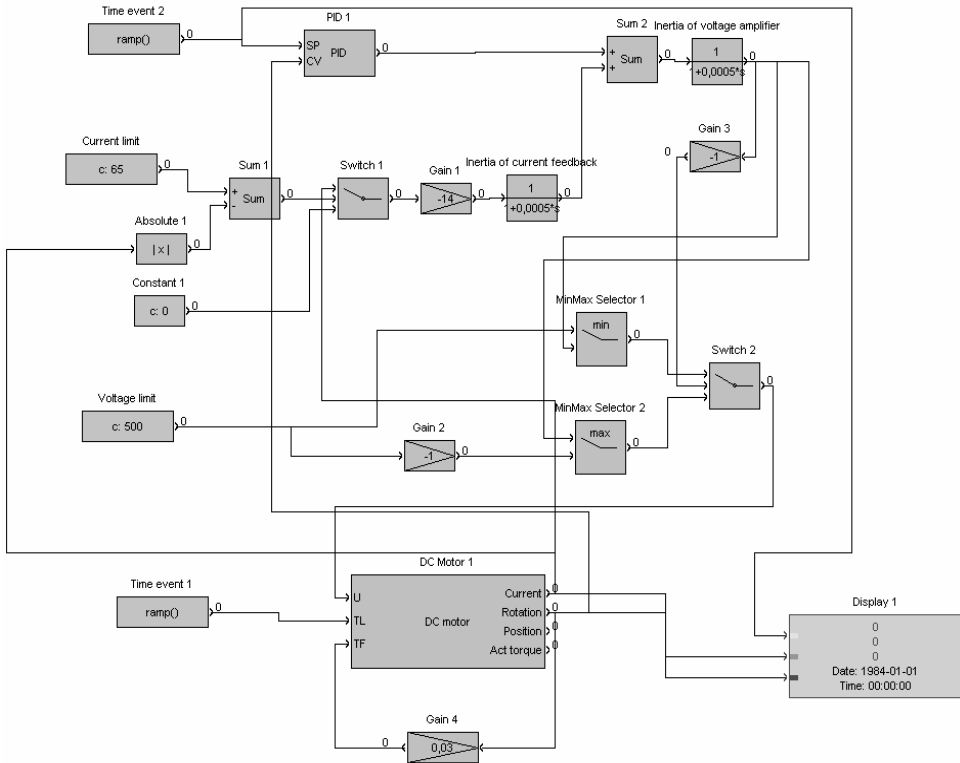 Time event 2
ramp()
0
PID 1
SP
CV
PID
0
Sum 2
+
+
Sum
0
Inertia of voltage amplifier
1
1+0,0005*s
0
Gain 3
-1
0
Current limit
c: 65
0
Sum 1
+
-
Sum
0
Switch 1
0
Gain 1
-14
0
Inertia of current feedback
1
1+0,0005*s
0
Absolute 1
|x|
0
Constant 1
c: 0
0
MinMax Selector 1
min
0
Switch 2
0
Voltage limit
c: 500
0
Gain 2
-1
0
MinMax Selector 2
max
0
DC Motor 1
U
TL
TF
DC motor
Current
Rotation
Position
Act torque
0
0
0
0
Time event 1
ramp()
0
Gain 4
0,03
0
Display 1
0
0
0
Date: 1984-01-01
Time: 00:00:00